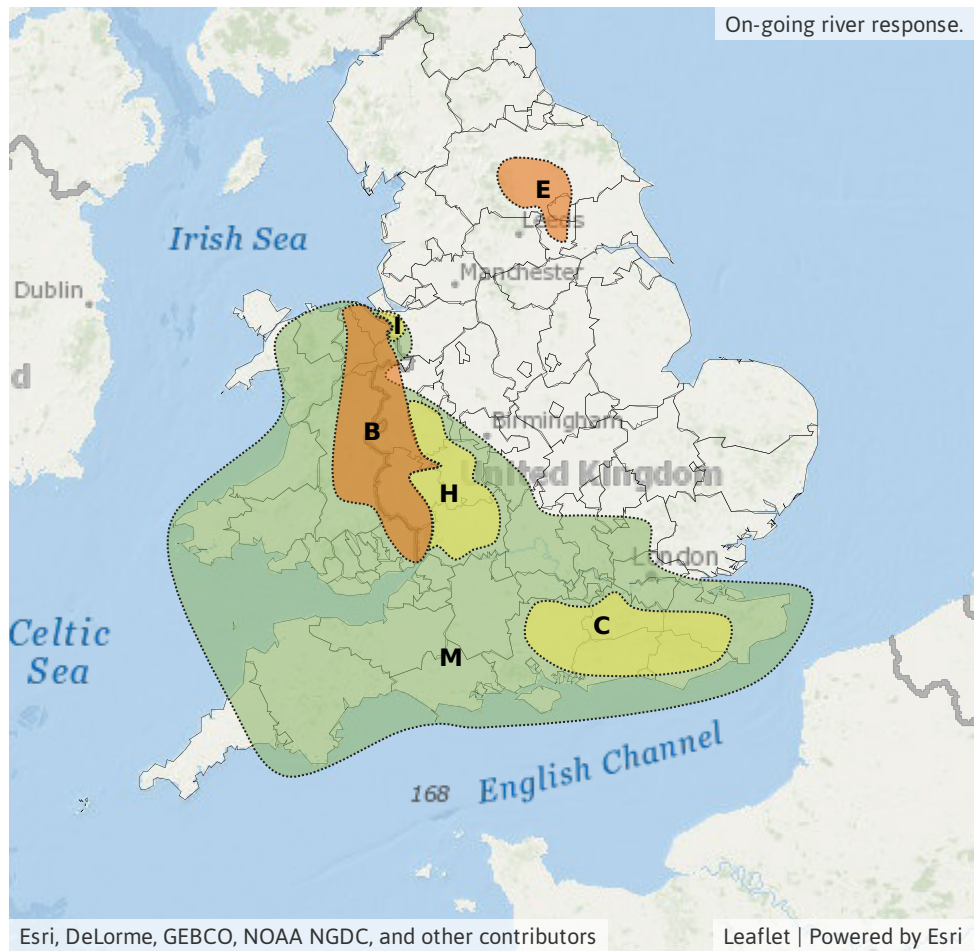 On-going river response.
E
Leeds
Irish Sea
Manchester
Dublin
I
d
Birmingham
B
United Kingdom
H
London
Celtic
Sea
C
M
English Channel
168
Esri, DeLorme, GEBCO, NOAA NGDC, and other contributors
Leaflet | Powered by Esri